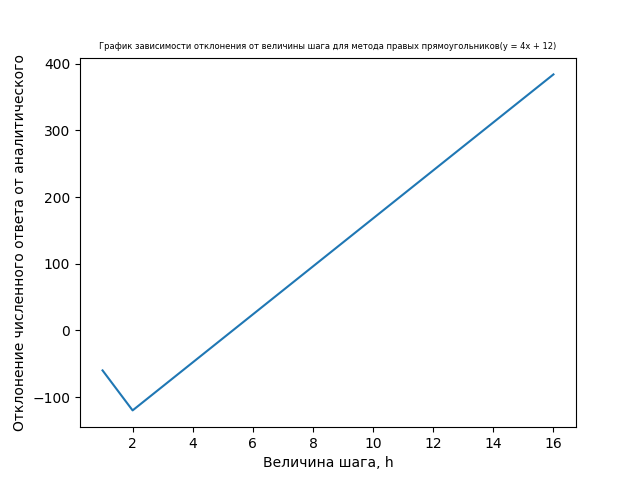 График зависимости отклонения от величины шага для метода правых прямоугольников(y = 4x + 12)
Отклонение численного ответа от аналитического
400
300
200
100
0
−100
2 4 6 8 10 12 14 16
Величина шага, h